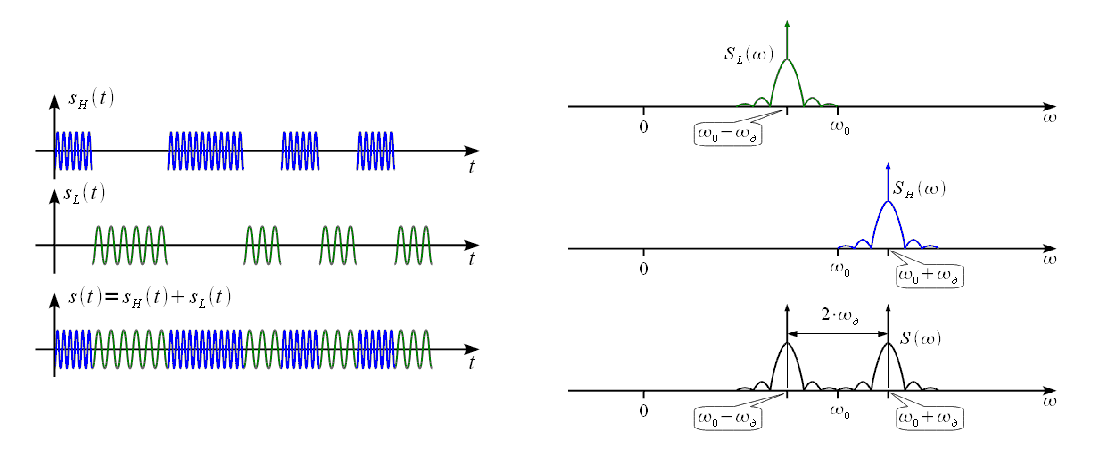 s_H(t)
t
s_L(t)
t
s(t)=s_H(t)+s_L(t)
t
S_L(ω)
0
ω_0−ω_∂
ω_0
ω
S_H(ω)
0
ω_0
ω_0+ω_∂
ω
2·ω_∂
S(ω)
0
ω_0−ω_∂
ω_0
ω_0+ω_∂
ω